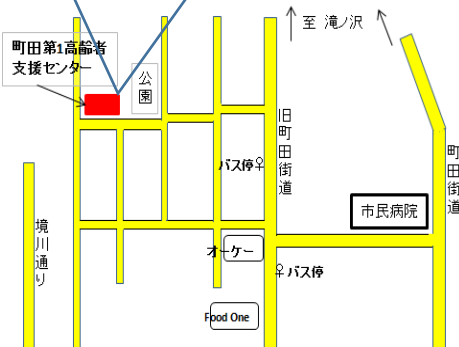 至 滝ノ沢
町田第1高齢者
支援センター
公園
旧町田街道
バス停
町田街道
市民病院
境川通り
オーケー
バス停
Food One